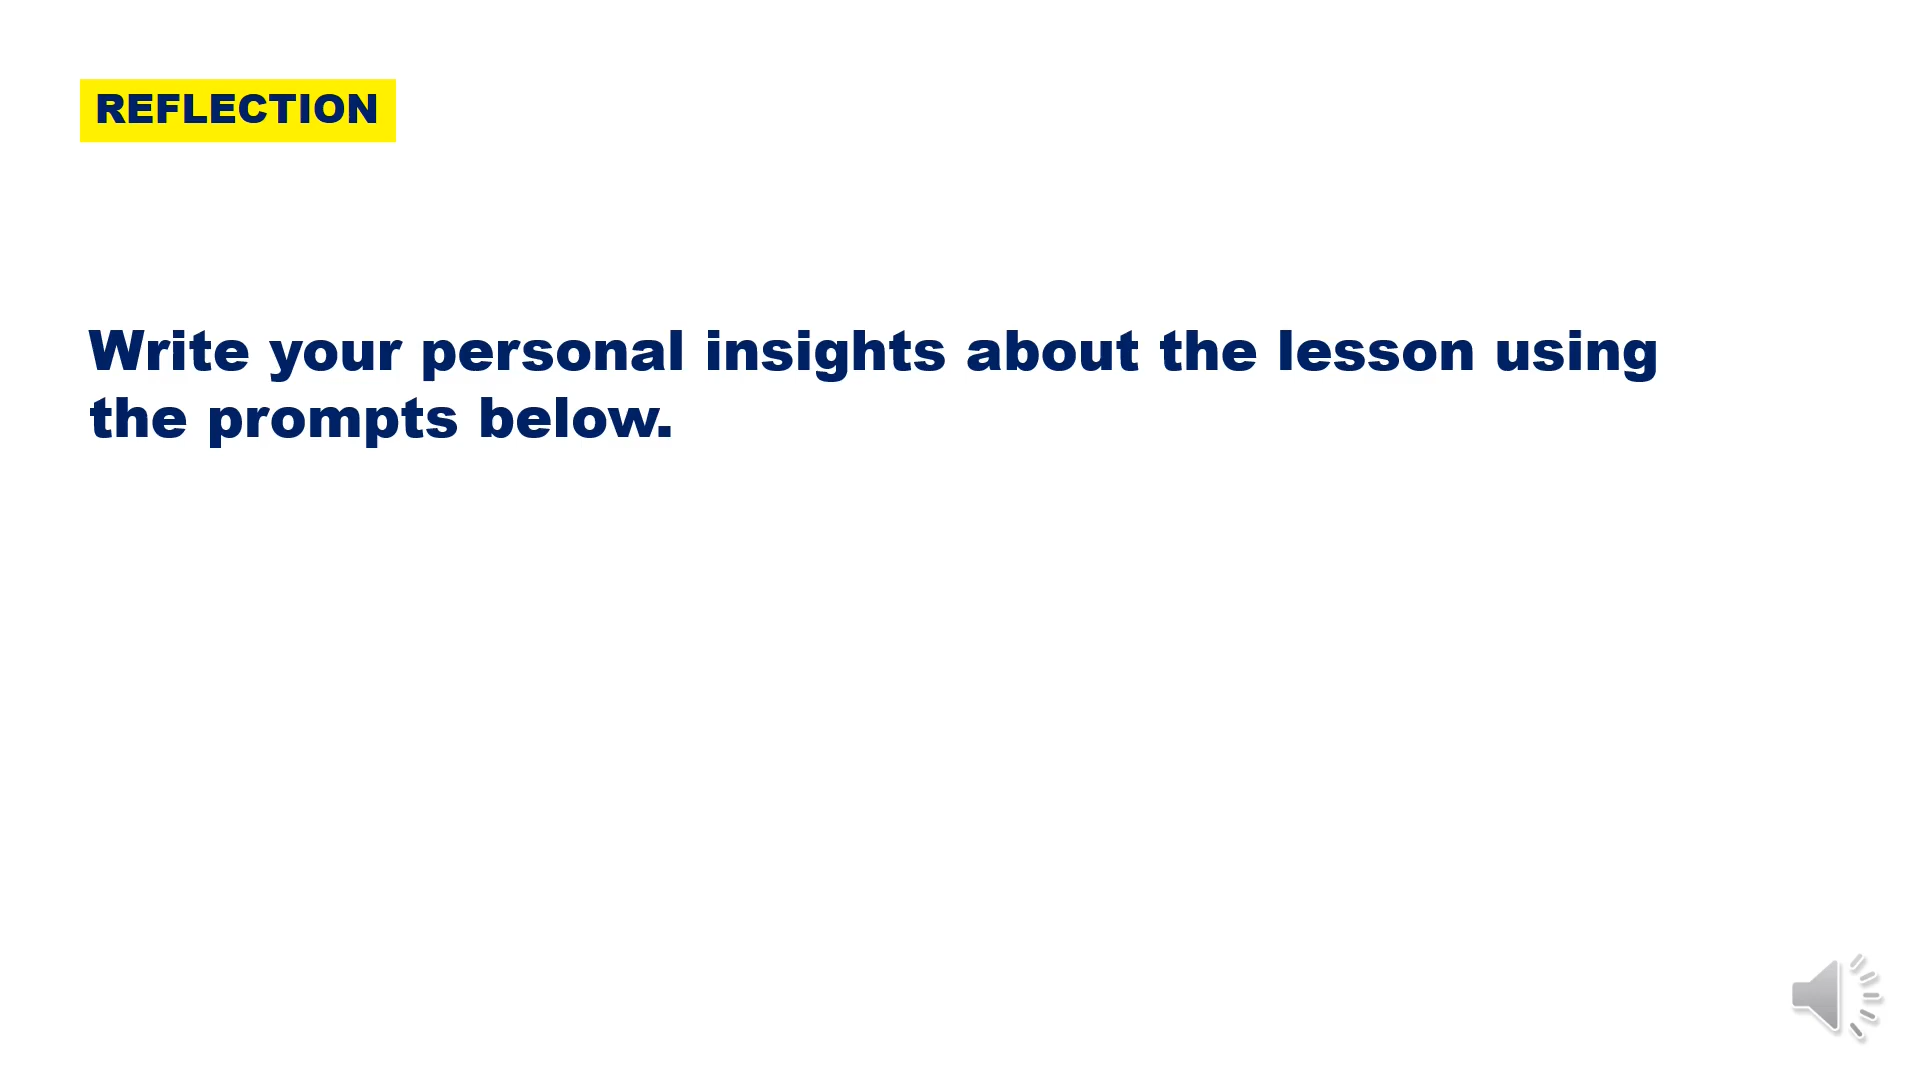 REFLECTION
Write your personal insights about the lesson using
the prompts below.